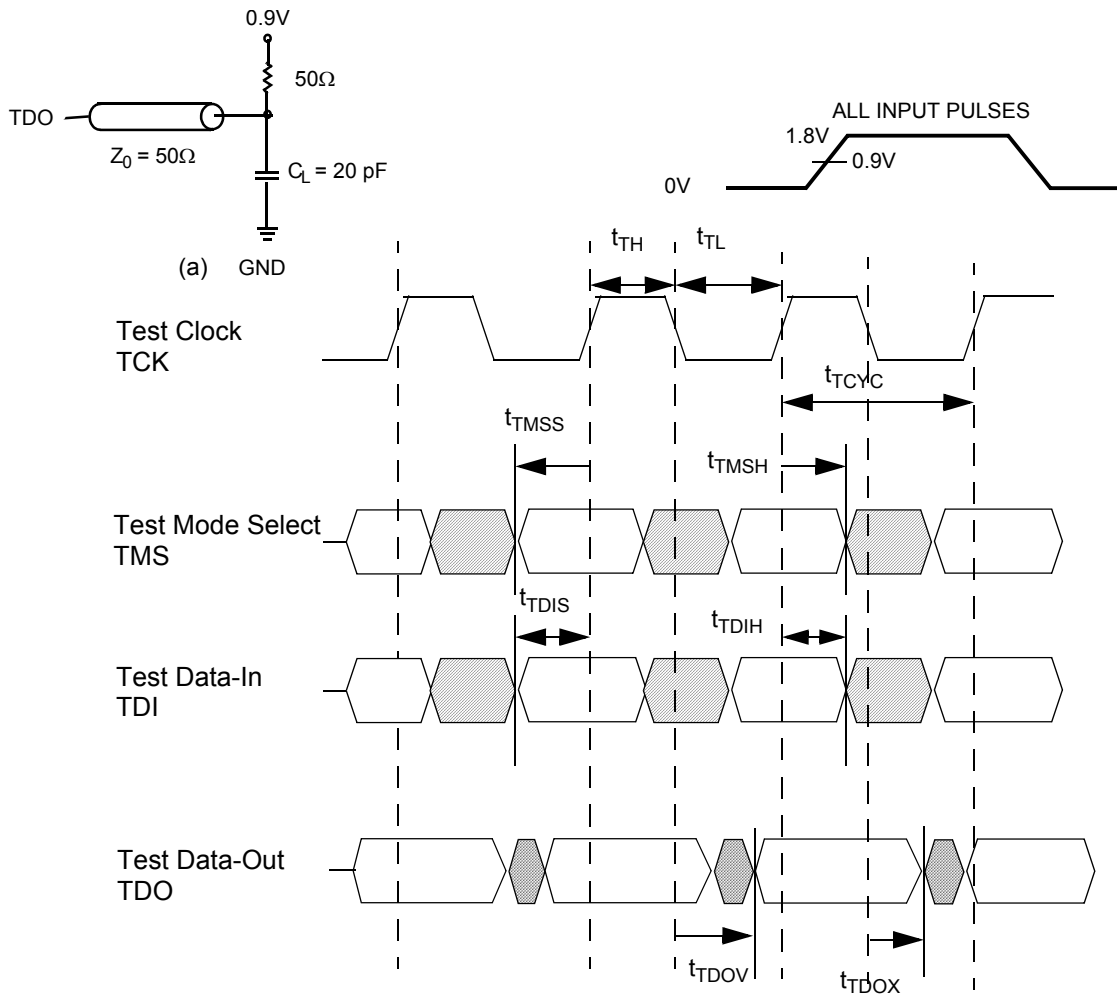 0.9V
50Ω
TDO
Z0 = 50Ω
CL = 20 pF
(a) GND
ALL INPUT PULSES
1.8V
0.9V
0V
tTH
tTL
Test Clock
TCK
tTCYC
tTMSS
tTMSH
Test Mode Select
TMS
tTDIS
tTDIH
Test Data-In
TDI
Test Data-Out
TDO
tTDOV
tTDOX